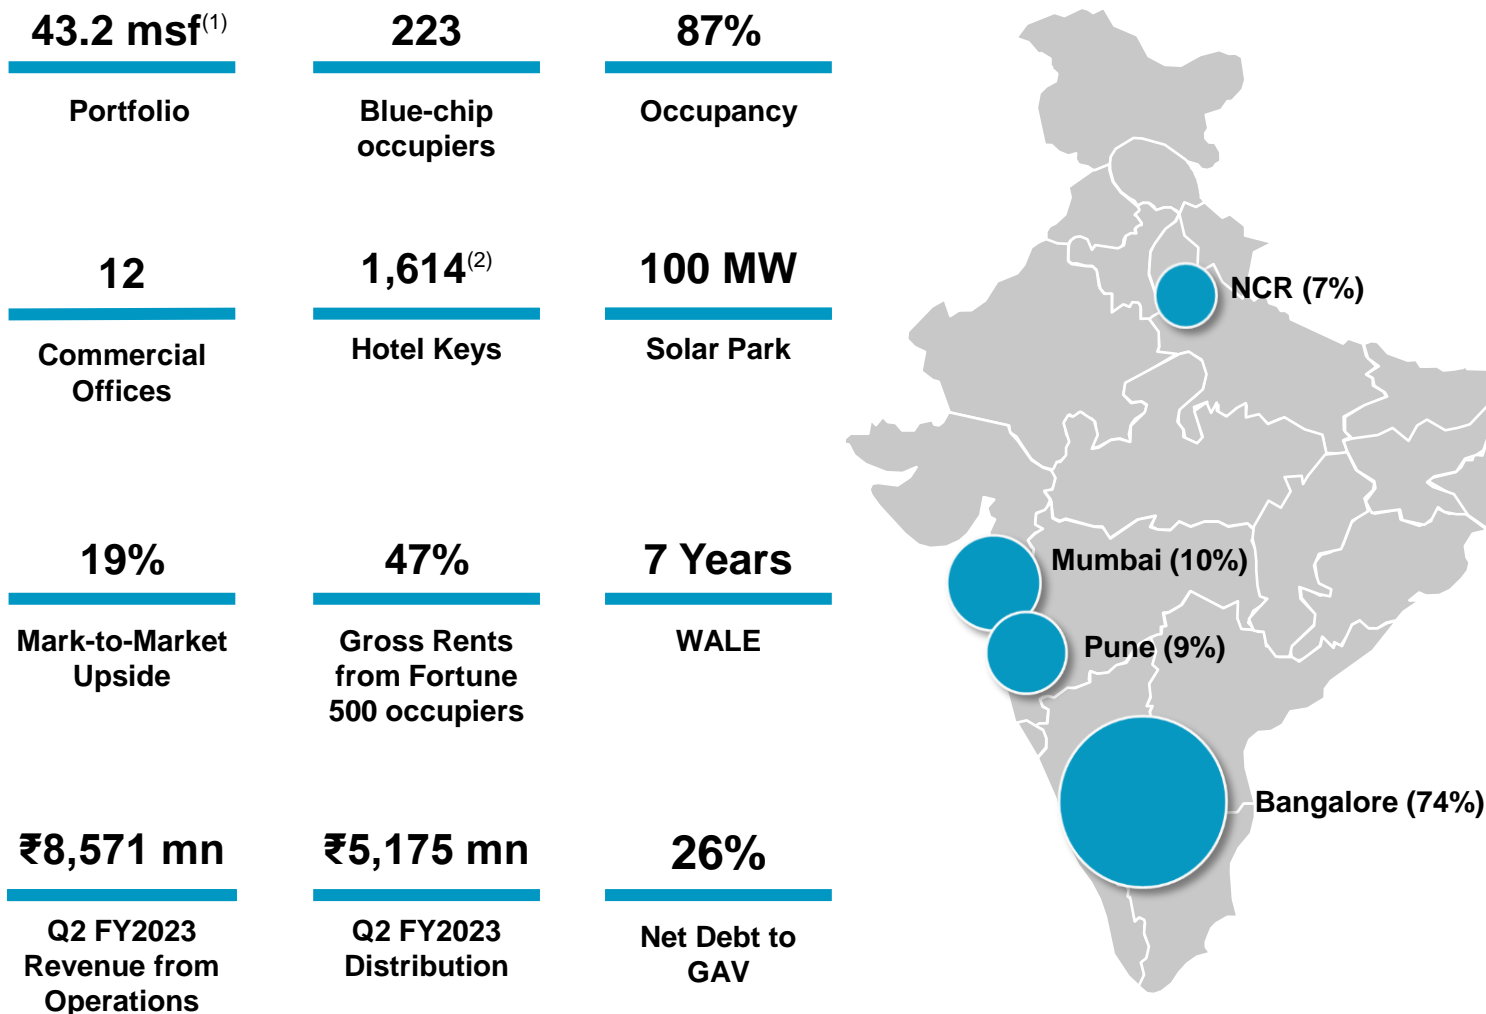 43.2 msf(1)
Portfolio
223
Blue-chip
occupiers
87%
Occupancy
12
Commercial
Offices
1,614(2)
Hotel Keys
100 MW
Solar Park
19%
Mark-to-Market
Upside
47%
Gross Rents
from Fortune
500 occupiers
7 Years
WALE
₹8,571 mn
Q2 FY2023
Revenue from
Operations
₹5,175 mn
Q2 FY2023
Distribution
26%
Net Debt to
GAV
NCR (7%)
Mumbai (10%)
Pune (9%)
Bangalore (74%)